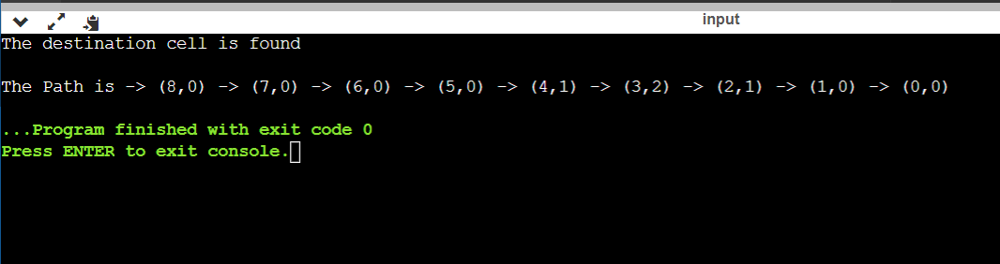 input
The destination cell is found
The Path is -> (8,0) -> (7,0) -> (6,0) -> (5,0) -> (4,1) -> (3,2) -> (2,1) -> (1,0) -> (0,0)
...Program finished with exit code 0
Press ENTER to exit console.